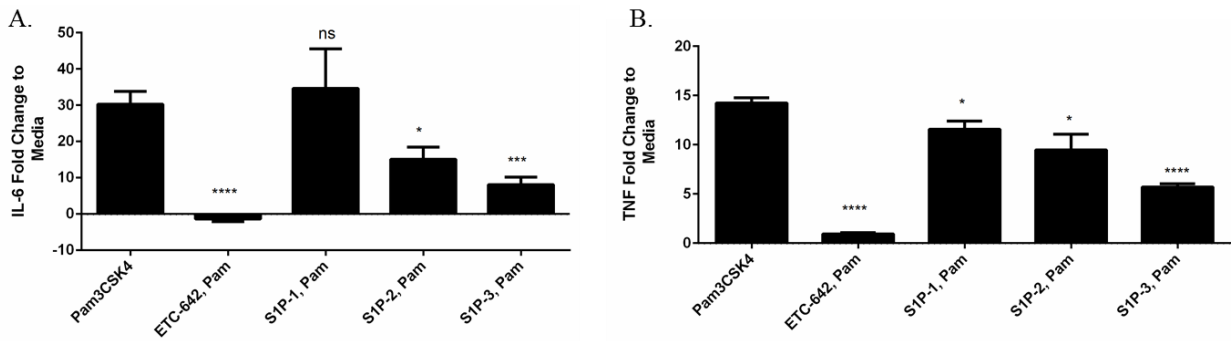 A.
IL-6 Fold Change to
Media
50
40
30
20
10
0
-10
****
ns
*
***
Pam3CSK4
ETC-642, Pam
S1P-1, Pam
S1P-2, Pam
S1P-3, Pam
B.
TNF Fold Change to
Media
20
15
10
5
0
****
*
*
****
Pam3CSK4
ETC-642, Pam
S1P-1, Pam
S1P-2, Pam
S1P-3, Pam